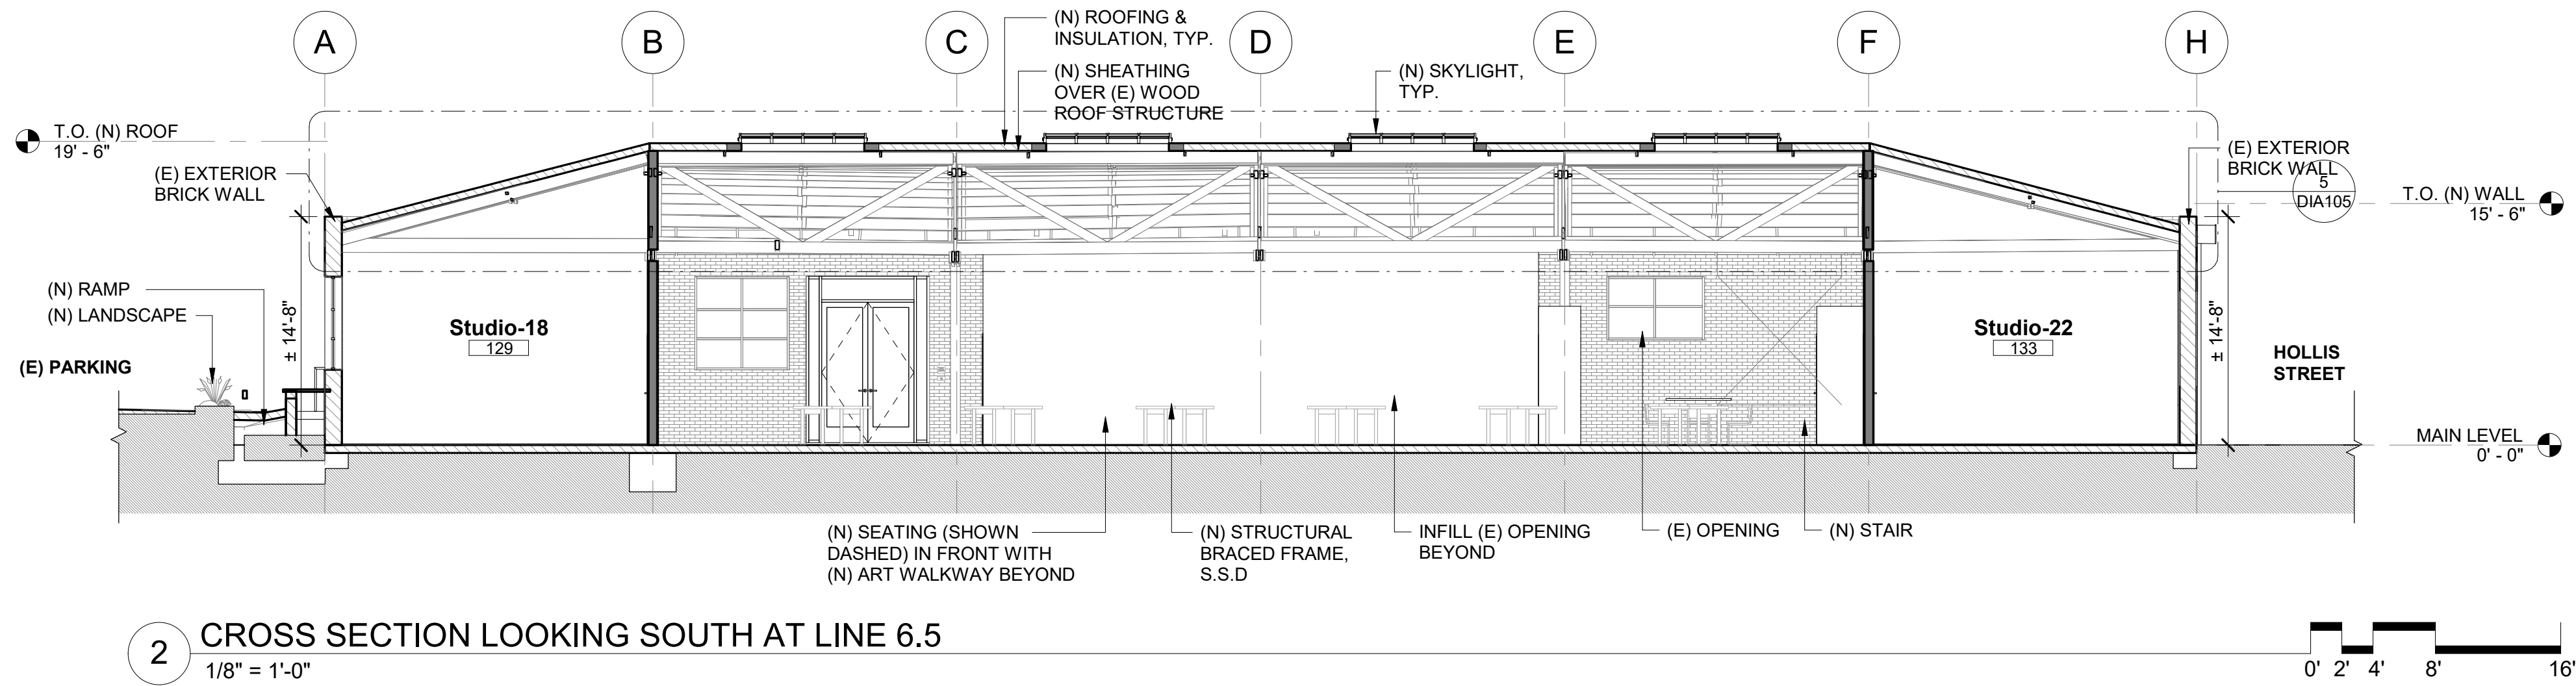 A
B
C
D
E
F
H
(N) ROOFING &
INSULATION, TYP.
(N) SHEATHING
OVER (E) WOOD
ROOF STRUCTURE
(N) SKYLIGHT,
TYP.
T.O. (N) ROOF
19' - 6"
(E) EXTERIOR
BRICK WALL
(E) EXTERIOR
BRICK WALL
5
DIA105
T.O. (N) WALL
15' - 6"
(N) RAMP
(N) LANDSCAPE
(E) PARKING
± 14'-8"
Studio-18
129
Studio-22
133
± 14'-8"
HOLLIS
STREET
MAIN LEVEL
0' - 0"
(N) SEATING (SHOWN
DASHED) IN FRONT WITH
(N) ART WALKWAY BEYOND
(N) STRUCTURAL
BRACED FRAME,
S.S.D
INFILL (E) OPENING
BEYOND
(E) OPENING
(N) STAIR
2
CROSS SECTION LOOKING SOUTH AT LINE 6.5
1/8" = 1'-0"
0' 2' 4' 8' 16'